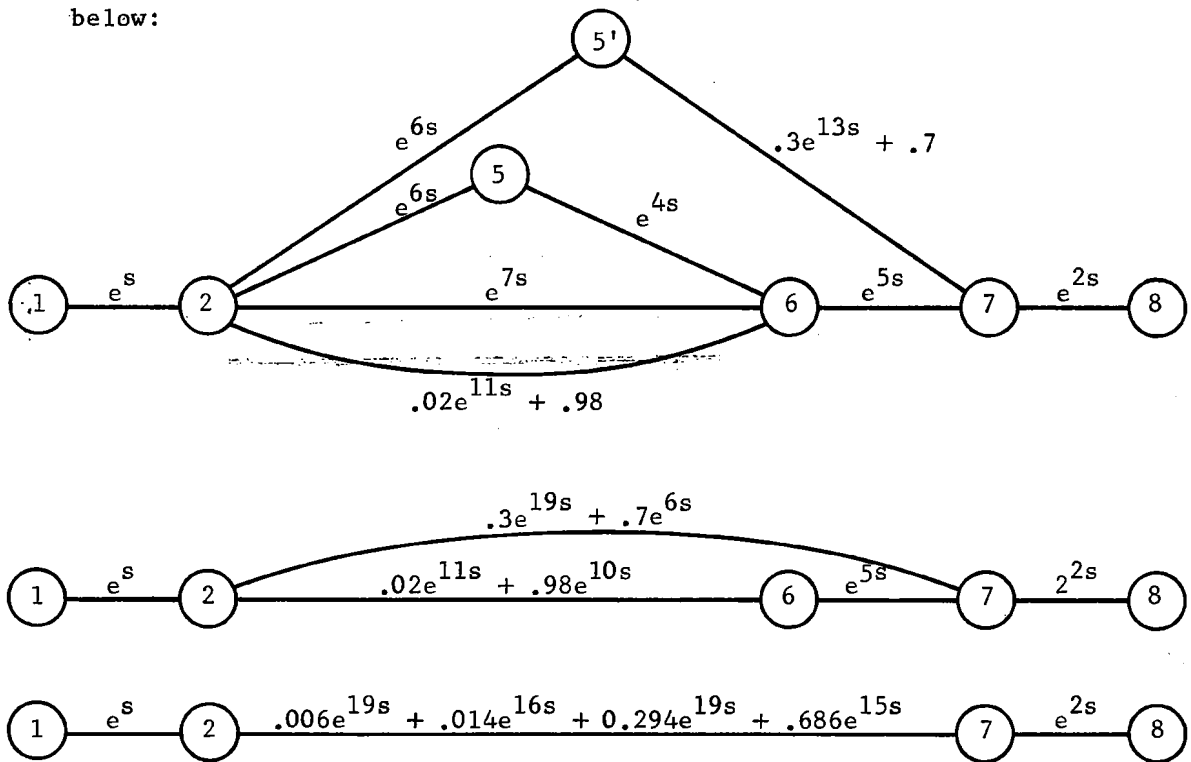 below:
5'
e^{6s}
.3e^{13s} + .7
5
e^{6s}
e^{4s}
1 e^{s} 2 e^{7s} 6 e^{5s} 7 e^{2s} 8
.02e^{11s} + .98
.3e^{19s} + .7e^{6s}
1 e^{s} 2 .02e^{11s} + .98e^{10s} 6 e^{5s} 7 2^{2s} 8
1 e^{s} 2 .006e^{19s} + .014e^{16s} + 0.294e^{19s} + .686e^{15s} 7 e^{2s} 8